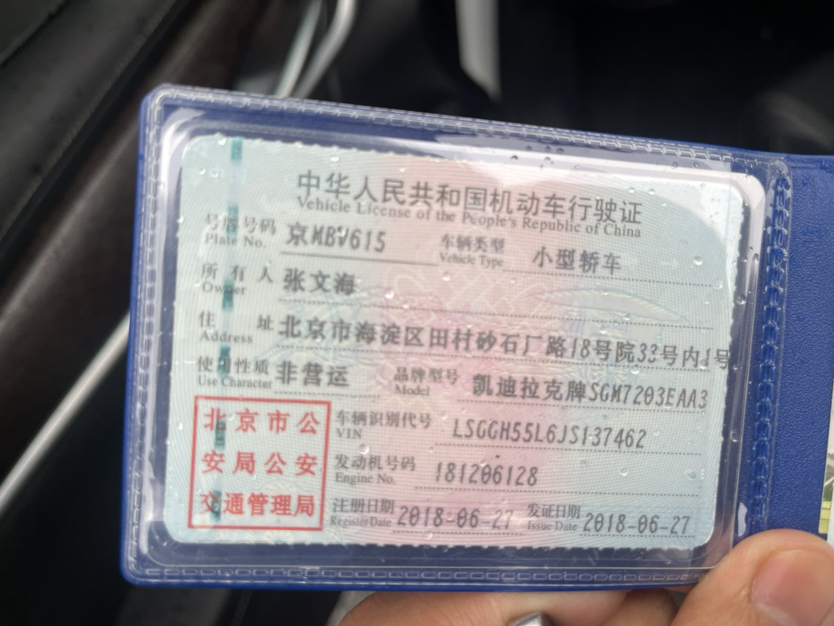 中华人民共和国机动车行驶证
Vehicle License of the People's Republic of China
号牌号码 京MBV615 车辆类型 小型轿车
Plate No. Vehicle Type
所有人 张文海
Owner
住址 北京市海淀区田村砂石厂路18号院33号内1号
Address
使用性质 非营运 品牌型号 凯迪拉克牌SGM7203EAA3
Use Character Model
北京市公 车辆识别代号 LSGGH55L6JS137462
VIN
安局公安 发动机号码 181206128
Engine No.
交通管理局 注册日期 2018-06-27 发证日期 2018-06-27
Register Date Issue Date